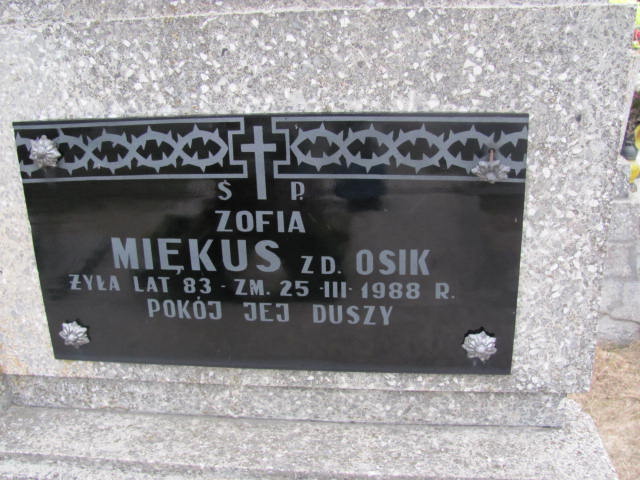 Ś P.
ZOFIA
MIĘKUS ZD. OSIK
ŻYŁA LAT 83 - ZM. 25 -III- 1988 R.
POKÓJ JEJ DUSZY